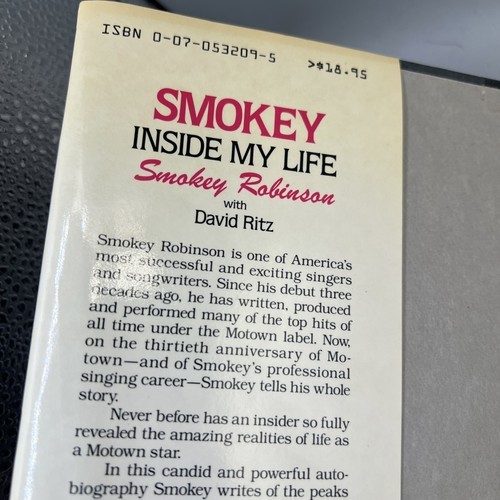 ISBN 0-07-053209-5 >$18.95
SMOKEY
INSIDE MY LIFE
Smokey Robinson
with
David Ritz
Smokey Robinson is one of America's
most successful and exciting singers
and songwriters. Since his debut three
decades ago, he has written, produced
and performed many of the top hits of
all time under the Motown label. Now,
on the thirtieth anniversary of Mo-
town—and of Smokey's professional
singing career—Smokey tells his whole
story.
Never before has an insider so fully
revealed the amazing realities of life as
a Motown star.
In this candid and powerful auto-
biography Smokey writes of the peaks